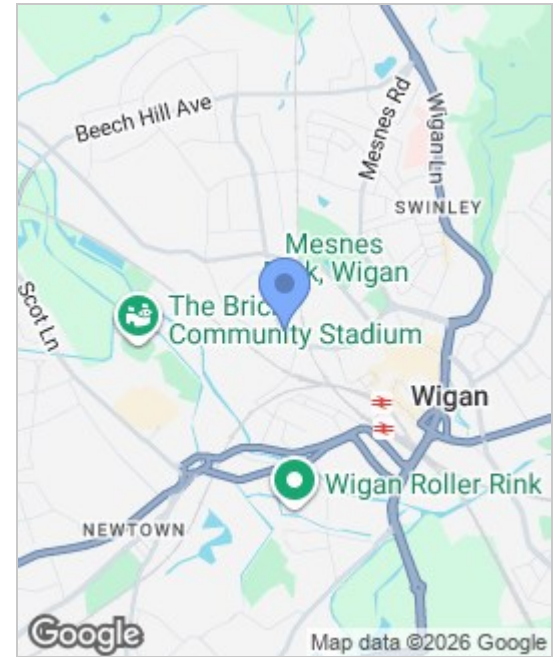 Beech Hill Ave
Mesnes Rd
Wigan Ln
SWINLEY
Mesnes
Wigan
Scot Ln
The Brick
Community Stadium
Wigan
Wigan Roller Rink
NEWTOWN
Google
Map data ©2026 Google